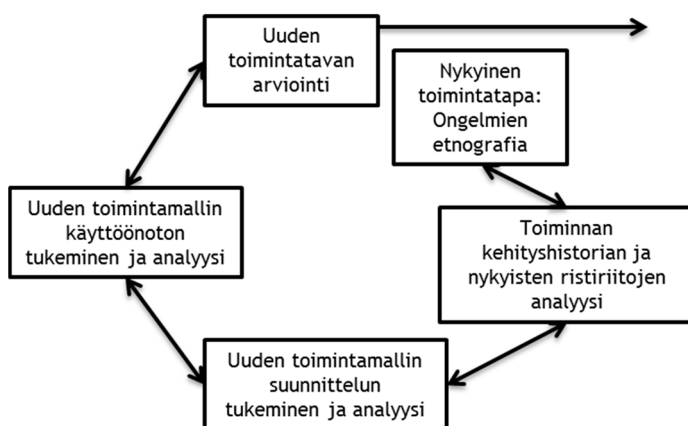 Uuden
toimintatavan
arviointi
Nykyinen
toimintatapa:
Ongelmien
etnografia
Uuden toimintamallin
käyttöönoton
tukeminen ja analyysi
Toiminnan
kehityshistorian ja
nykyisten ristiriitojen
analyysi
Uuden toimintamallin
suunnittelun
tukeminen ja analyysi